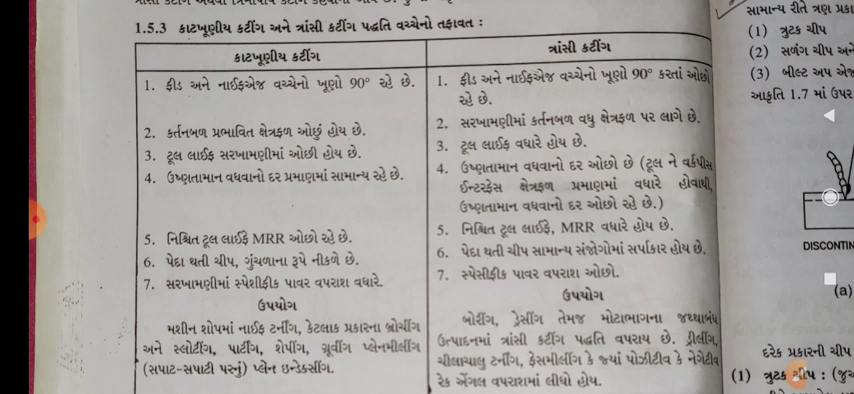 1.5.3 કાટખૂણીય કટીંગ અને ત્રાંસી કટીંગ પદ્ધતિ વચ્ચેનો તફાવત :
કાટખૂણીય કટીંગ
1. ફીડ અને નાઈફએજ વચ્ચેનો ખૂણો 90° રહે છે.
2. કર્તનબળ પ્રભાવિત ક્ષેત્રફળ ઓછું હોય છે.
3. ટૂલ લાઈફ સરખામણીમાં ઓછી હોય છે.
4. ઉષ્ણતામાન વધવાનો દર પ્રમાણમાં સામાન્ય રહે છે.
5. નિશ્ચિત ટૂલ લાઈફે MRR ઓછો રહે છે.
6. પેદા થતી ચીપ, ગુંચળાના રૂપે નીકળે છે.
7. સરખામણીમાં સ્પેશીફીક પાવર વપરાશ વધારે.
ઉપયોગ
મશીન શોપમાં નાઈફ ટર્નીંગ, કેટલાક પ્રકારના બ્રોચીંગ
અને સ્લોટીંગ, પાર્ટીંગ, શેપીંગ, ગ્રૂવીંગ પ્લેનમીલીંગ
(સપાટ-સપાટી પરનું) પ્લેન ઇન્ડેક્સીંગ.
ત્રાંસી કટીંગ
1. ફીડ અને નાઈફએજ વચ્ચેનો ખૂણો 90° કરતાં ઓછો
રહે છે.
2. સરખામણીમાં કર્તનબળ વધુ ક્ષેત્રફળ પર લાગે છે.
3. ટૂલ લાઈફ વધારે હોય છે.
4. ઉષ્ણતામાન વધવાનો દર ઓછો છે (ટૂલ ને વર્કપીસ
ઈન્ટરફેસ ક્ષેત્રફળ પ્રમાણમાં વધારે હોવાથી,
ઉષ્ણતામાન વધવાનો દર ઓછો રહે છે.)
5. નિશ્ચિત ટૂલ લાઈફે, MRR વધારે હોય છે.
6. પેદા થતી ચીપ સામાન્ય સંજોગોમાં સર્પાકાર હોય છે.
7. સ્પેસીફીક પાવર વપરાશ ઓછો.
ઉપયોગ
બોરીંગ, ડ્રેસીંગ તેમજ મોટાભાગના જથ્થાબંધ
ઉત્પાદનમાં ત્રાંસી કટીંગ પદ્ધતિ વપરાય છે. ડ્રીલીંગ,
ચીલાચાલુ ટર્નીંગ, ફેસમીલીંગ કે જ્યાં પોઝીટીવ કે નેગેટીવ
રેક એંગલ વપરાશમાં લીધો હોય.
સામાન્ય રીતે ત્રણ
(1) ત્રુટક ચીપ
(2) સળંગ ચીપ અને
(3) બીલ્ટ અપ
આકૃતિ 1.7 માં ઉપર
DISCONTIN
(a)
દરેક પ્રકારની ચીપ
(1) ત્રુટક ચીપ :